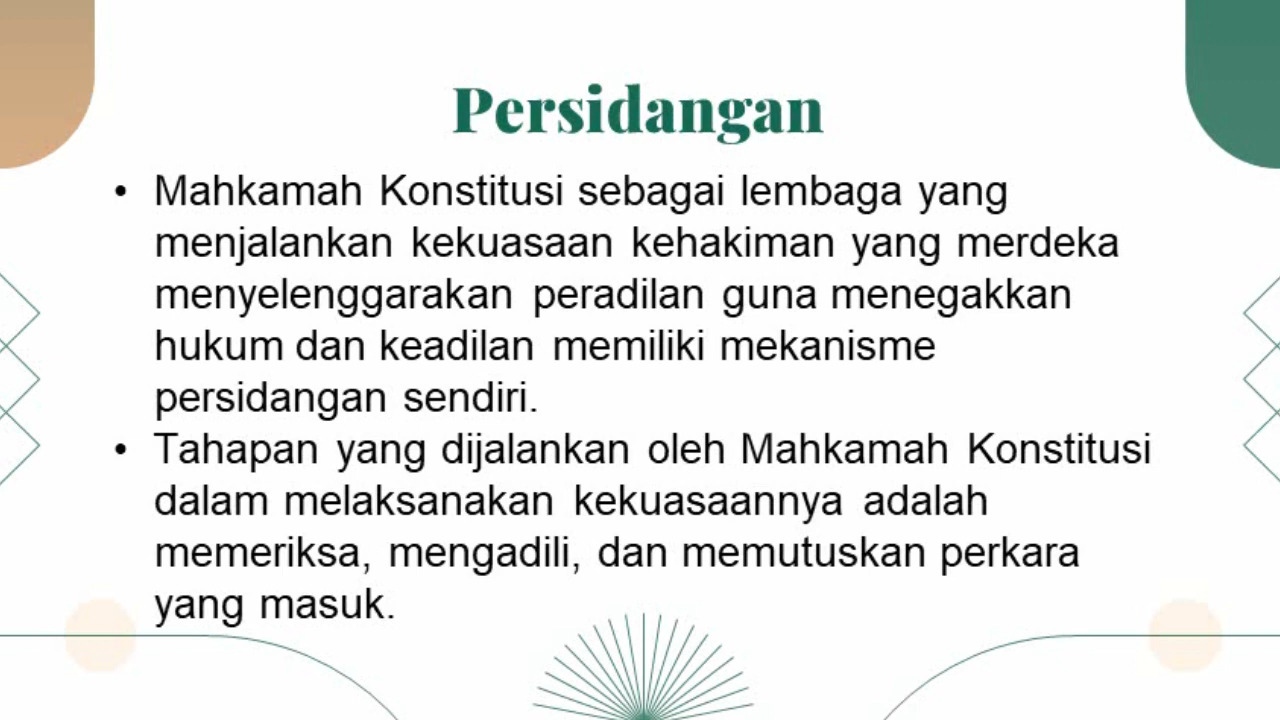 Persidangan
• Mahkamah Konstitusi sebagai lembaga yang
menjalankan kekuasaan kehakiman yang merdeka
menyelenggarakan peradilan guna menegakkan
hukum dan keadilan memiliki mekanisme
persidangan sendiri.
• Tahapan yang dijalankan oleh Mahkamah Konstitusi
dalam melaksanakan kekuasaannya adalah
memeriksa, mengadili, dan memutuskan perkara
yang masuk.